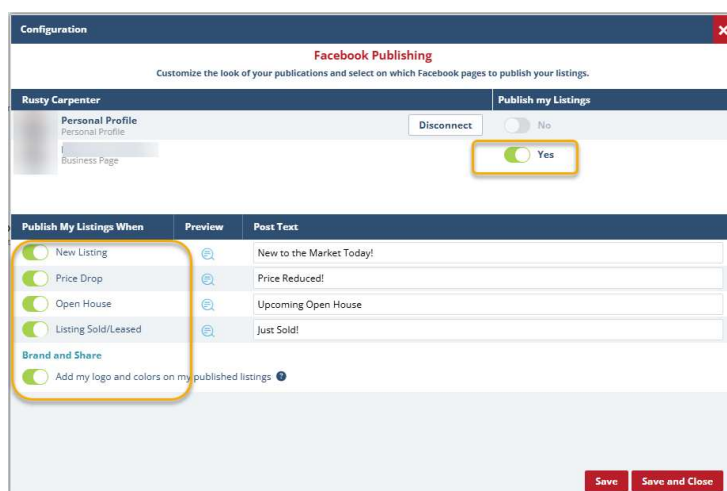 Configuration
Facebook Publishing
Customize the look of your publications and select on which Facebook pages to publish your listings.
Rusty Carpenter
Publish my Listings
Personal Profile
Personal Profile
Disconnect
No
Business Page
Yes
Publish My Listings When
Preview
Post Text
New Listing
New to the Market Today!
Price Drop
Price Reduced!
Open House
Upcoming Open House
Listing Sold/Leased
Just Sold!
Brand and Share
Add my logo and colors on my published listings ?
Save
Save and Close